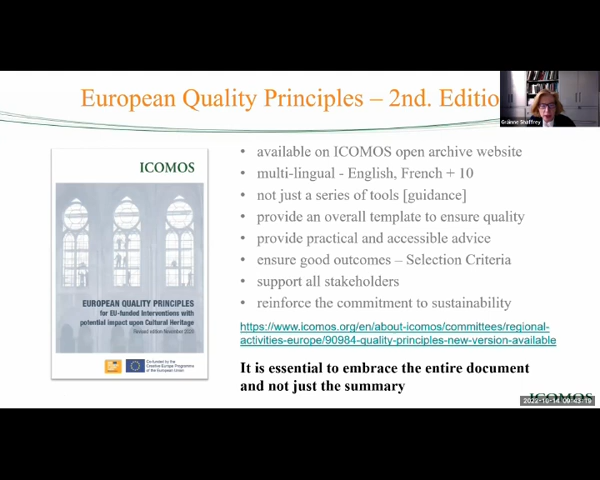 European Quality Principles – 2nd. Editio
Gráinne Shaffrey
ICOMOS
EUROPEAN QUALITY PRINCIPLES
for EU-funded Interventions with
potential impact upon Cultural Heritage
Revised edition November 2020
Co-funded by the
Creative Europe Programme
of the European Union
• available on ICOMOS open archive website
• multi-lingual - English, French + 10
• not just a series of tools [guidance]
• provide an overall template to ensure quality
• provide practical and accessible advice
• ensure good outcomes – Selection Criteria
• support all stakeholders
• reinforce the commitment to sustainability
https://www.icomos.org/en/about-icomos/committees/regional-
activities-europe/90984-quality-principles-new-version-available
It is essential to embrace the entire document
and not just the summary
ICOMOS
2022-10-14 09:43:19